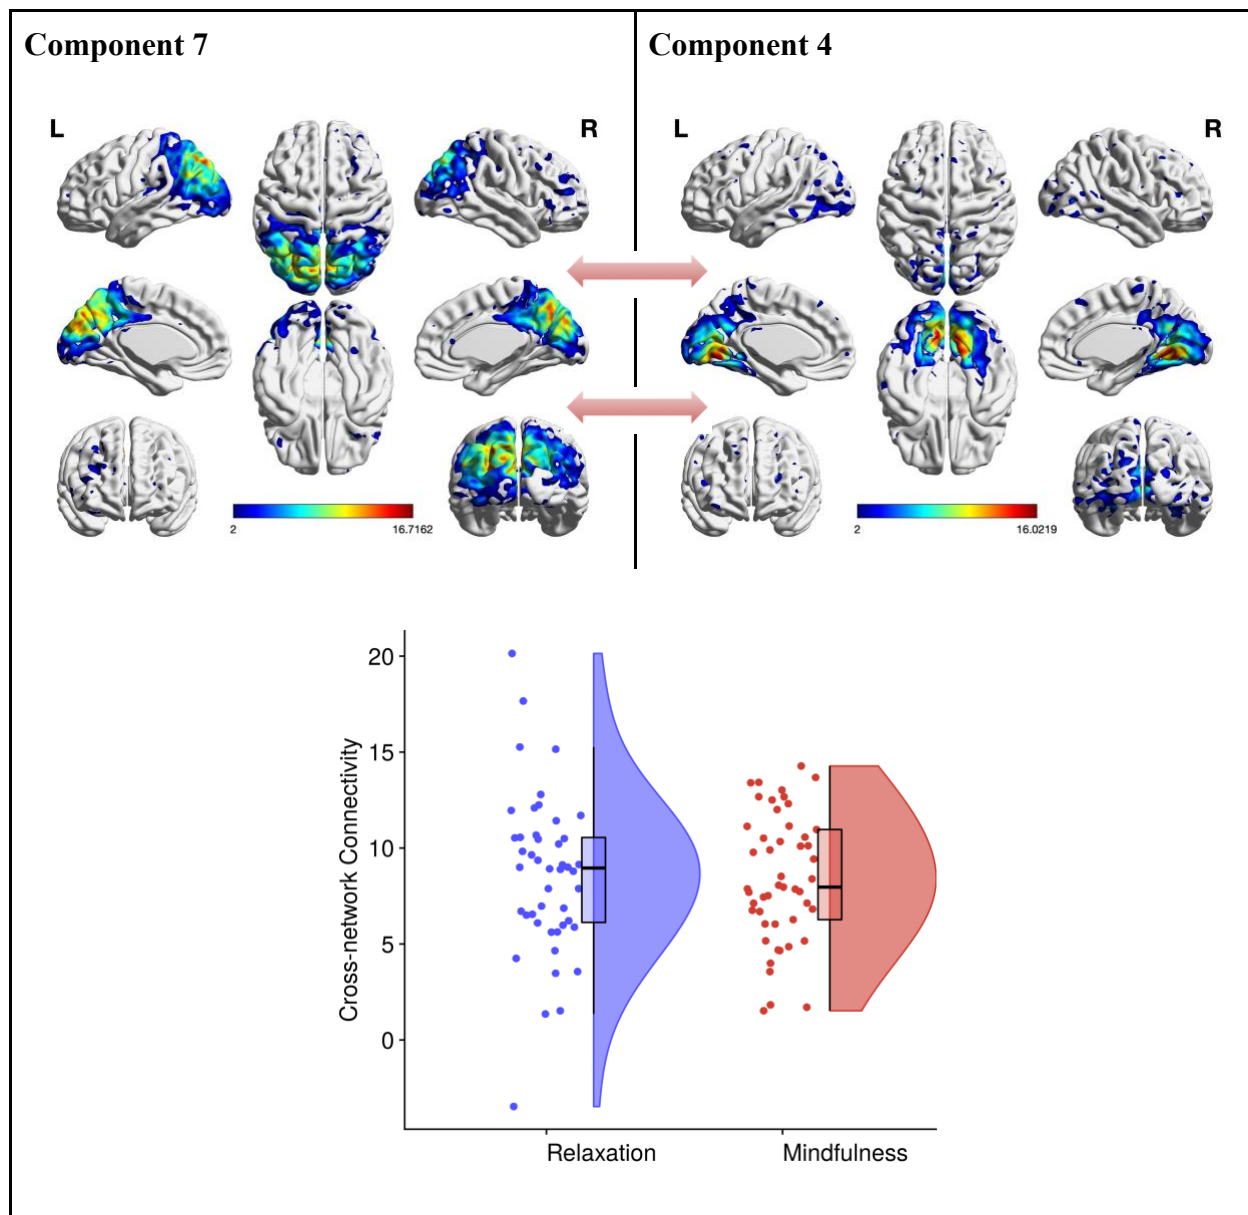 Component 7
Component 4
L
R
L
R
2
16.7162
2
16.0219
Cross-network Connectivity
20
15
10
5
0
Relaxation
Mindfulness